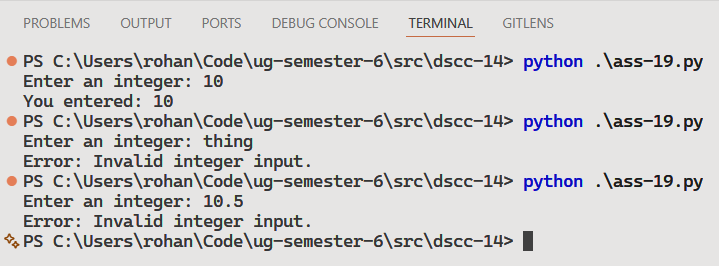 PROBLEMS OUTPUT PORTS DEBUG CONSOLE TERMINAL GITLENS
PS C:\Users\rohan\Code\ug-semester-6\src\dscc-14> python .\ass-19.py
Enter an integer: 10
You entered: 10
PS C:\Users\rohan\Code\ug-semester-6\src\dscc-14> python .\ass-19.py
Enter an integer: thing
Error: Invalid integer input.
PS C:\Users\rohan\Code\ug-semester-6\src\dscc-14> python .\ass-19.py
Enter an integer: 10.5
Error: Invalid integer input.
PS C:\Users\rohan\Code\ug-semester-6\src\dscc-14>